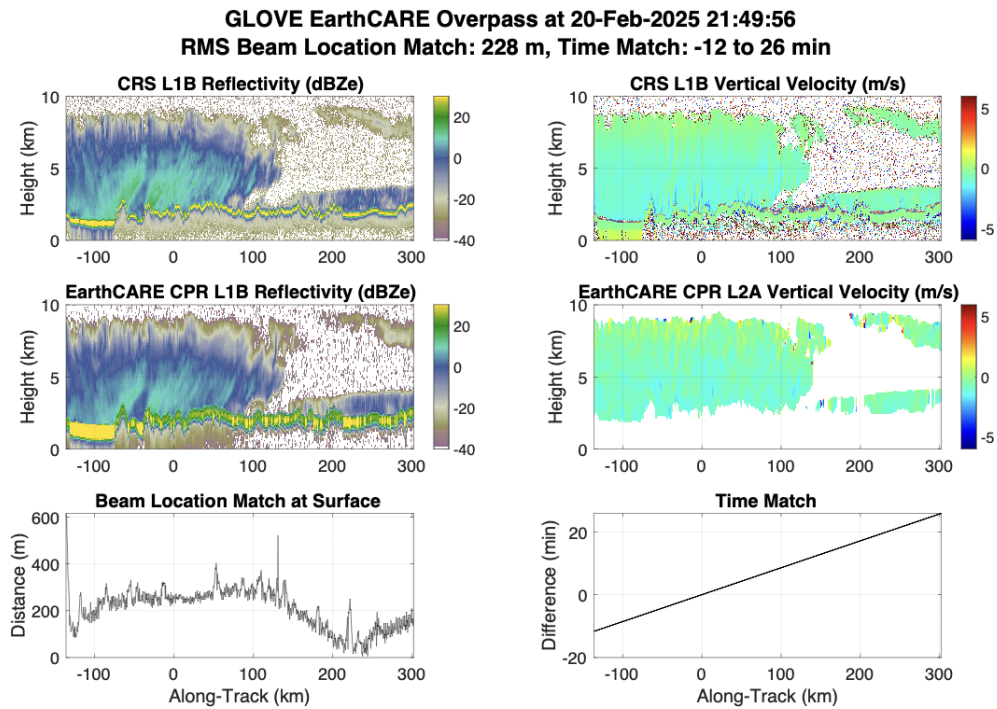 GLOVE EarthCARE Overpass at 20-Feb-2025 21:49:56
RMS Beam Location Match: 228 m, Time Match: -12 to 26 min
CRS L1B Reflectivity (dBZe)
Height (km)
10
5
0
-100 0 100 200 300
20
0
-20
-40
CRS L1B Vertical Velocity (m/s)
Height (km)
10
5
0
-100 0 100 200 300
5
0
-5
EarthCARE CPR L1B Reflectivity (dBZe)
Height (km)
10
5
0
-100 0 100 200 300
20
0
-20
-40
EarthCARE CPR L2A Vertical Velocity (m/s)
Height (km)
10
5
0
-100 0 100 200 300
5
0
-5
Beam Location Match at Surface
Distance (m)
600
400
200
0
-100 0 100 200 300
Along-Track (km)
Time Match
Difference (min)
20
0
-20
-100 0 100 200 300
Along-Track (km)